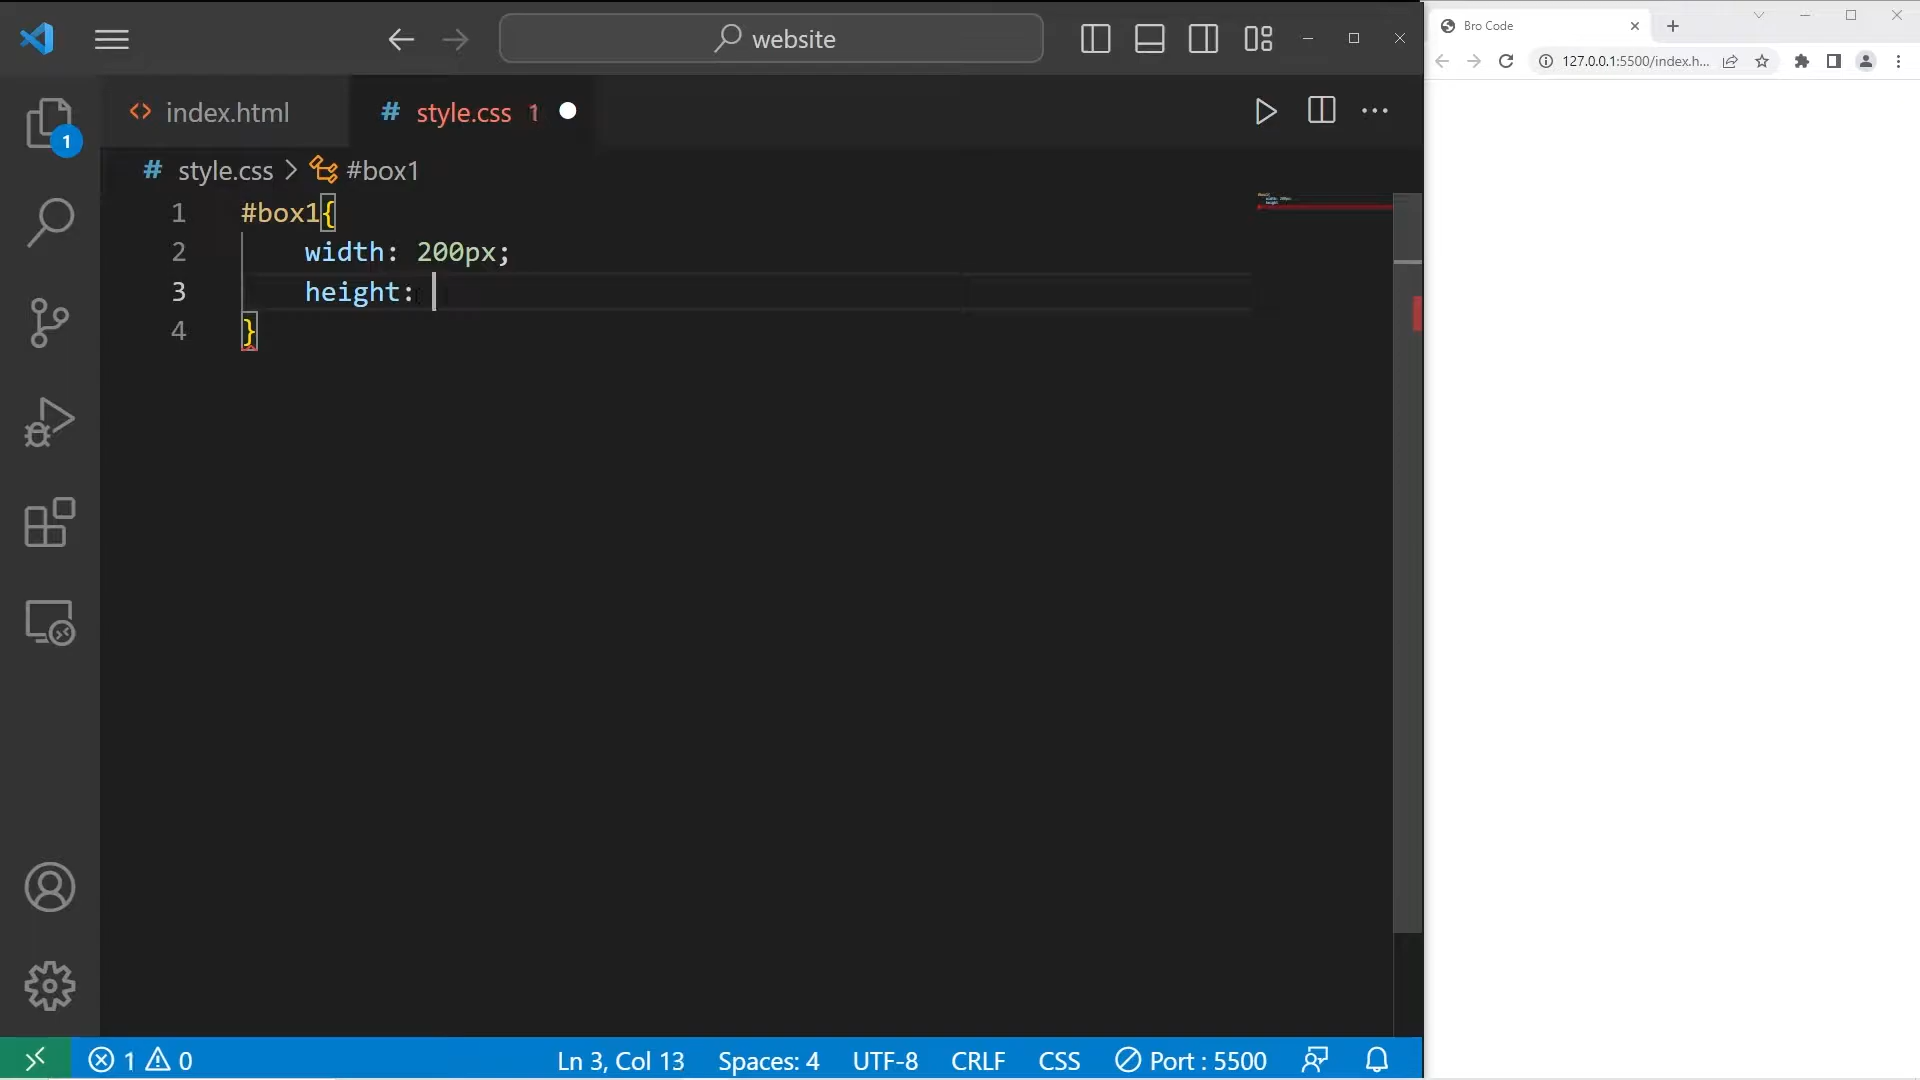 website
index.html
# style.css 1
# style.css > #box1
1 #box1{
2 width: 200px;
3 height:
4 }
1
1 0
Ln 3, Col 13
Spaces: 4
UTF-8
CRLF
CSS
Port : 5500
Bro Code
127.0.0.1:5500/index.h...